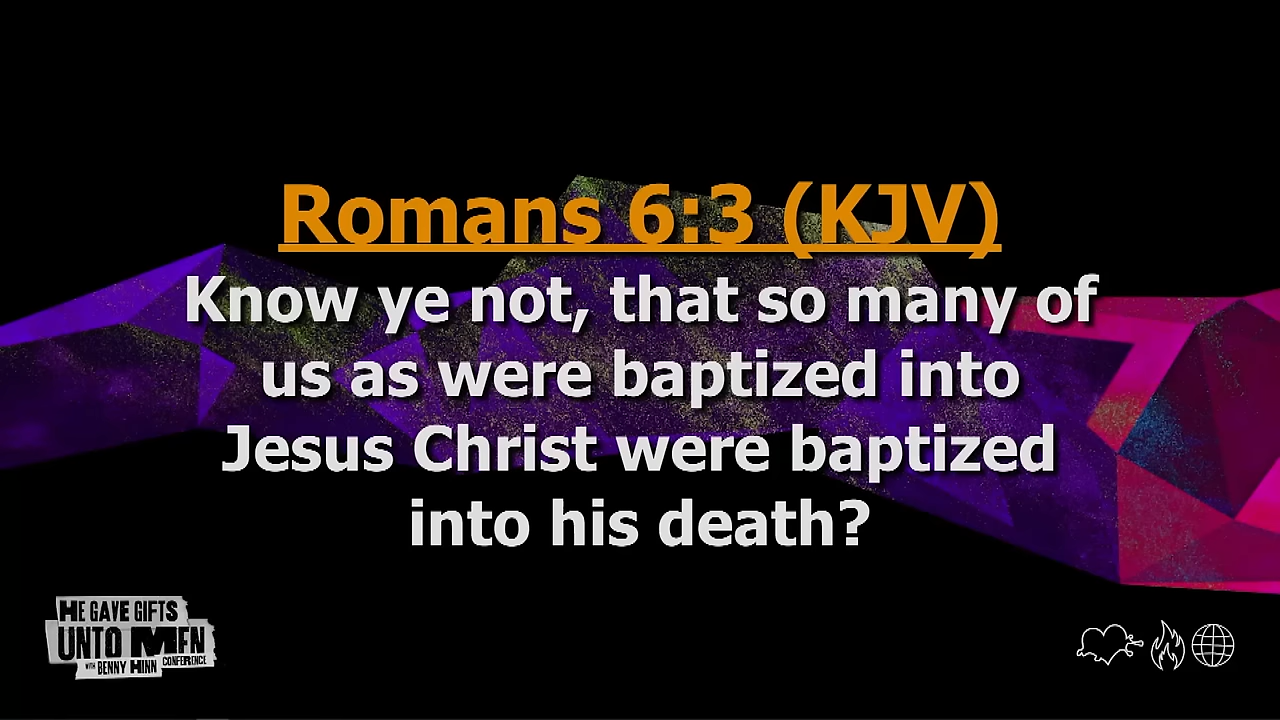 Romans 6:3 (KJV)
Know ye not, that so many of
us as were baptized into
Jesus Christ were baptized
into his death?
HE GAVE GIFTS
UNTO MEN
WITH BENNY HINN CONFERENCE